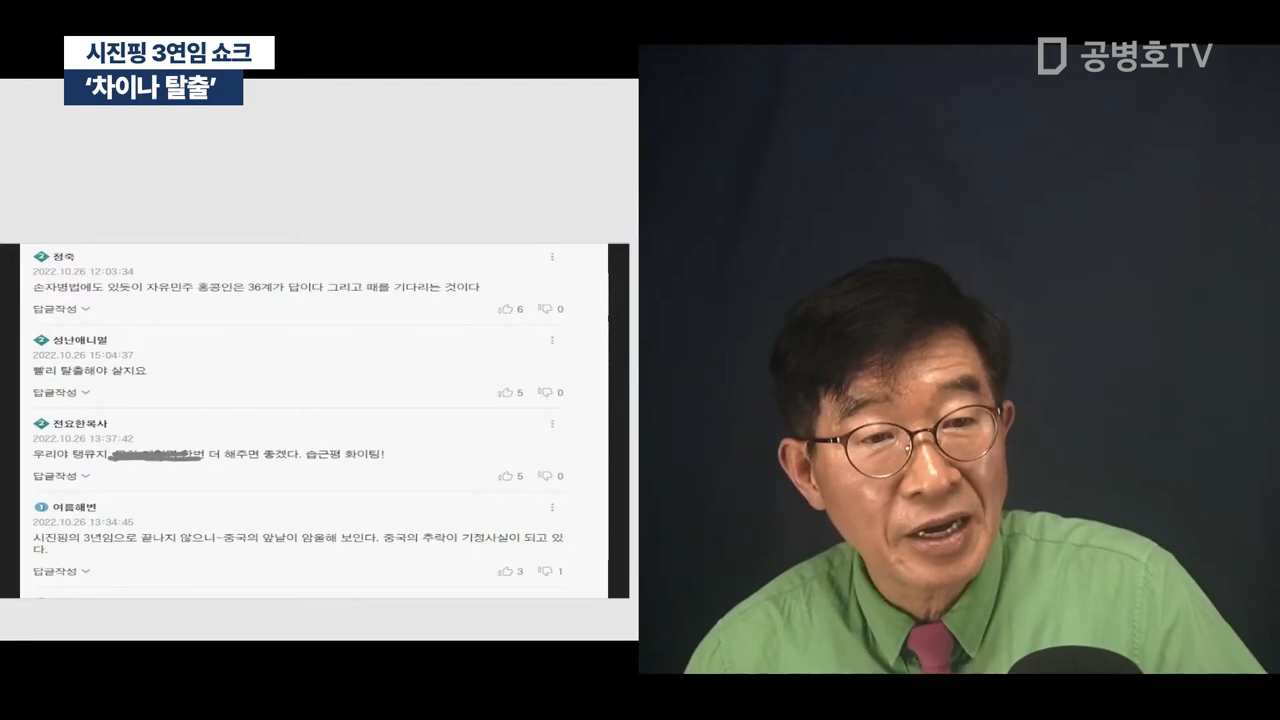 시진핑 3연임 쇼크
‘차이나 탈출’
공병호TV
2 청죽
2022.10.26 12:03:34
손자병법에도 있듯이 자유민주 홍콩인은 36계가 답이다 그리고 때를 기다리는 것이다
답글작성
6 0
2 성난애니멀
2022.10.26 15:04:37
빨리 탈출해야 살지요
답글작성
5 0
2 전요한목사
2022.10.26 13:37:42
우리야 탱큐지 한번 더 해주면 좋겠다. 습근평 화이팅!
답글작성
5 0
1 여름해변
2022.10.26 13:34:45
시진핑의 3년임으로 끝나지 않으니~중국의 앞날이 암울해 보인다. 중국의 추락이 기정사실이 되고 있
다.
답글작성
3 1